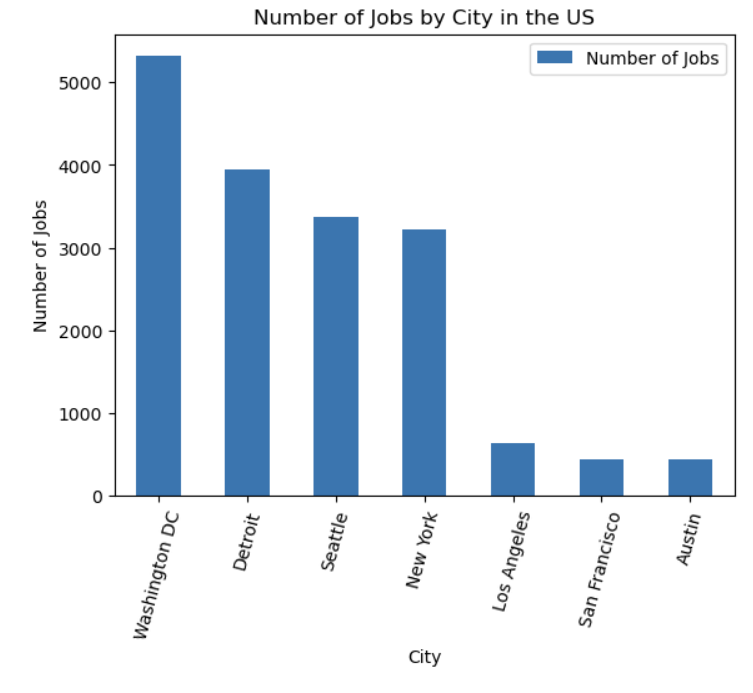 Number of Jobs by City in the US
Number of Jobs
Number of Jobs
5000
4000
3000
2000
1000
0
Washington DC
Detroit
Seattle
New York
Los Angeles
San Francisco
Austin
City